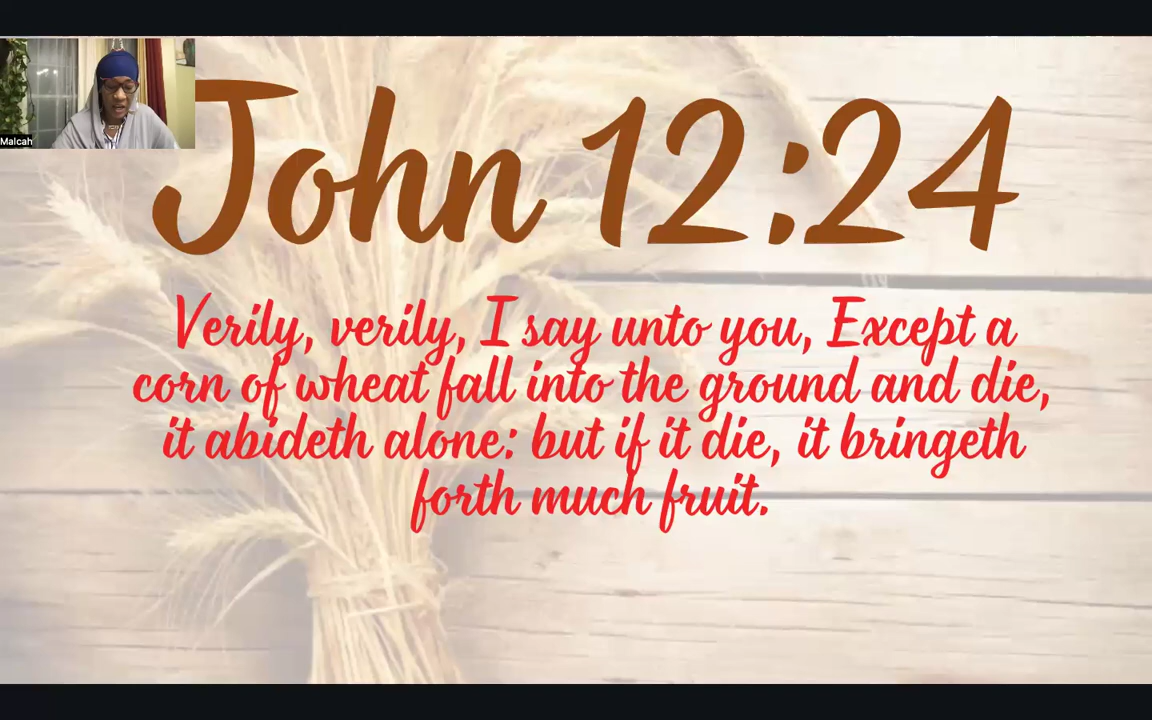 Malcah
John 12:24
Verily, verily, I say unto you, Except a
corn of wheat fall into the ground and die,
it abideth alone: but if it die, it bringeth
forth much fruit.